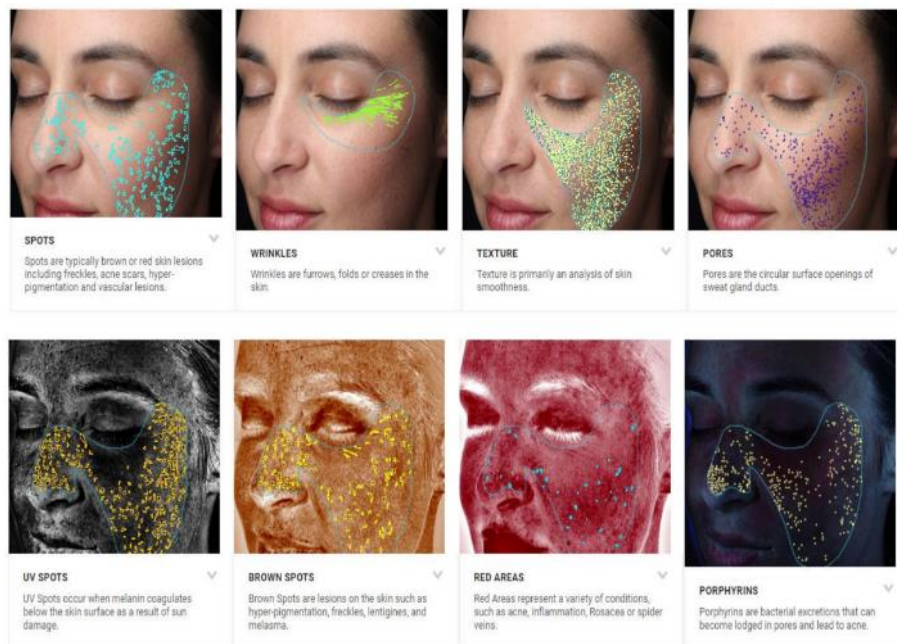 SPOTS
Spots are typically brown or red skin lesions
including freckles, acne scars, hyper-
pigmentation and vascular lesions.
WRINKLES
Wrinkles are furrows, folds or creases in the
skin.
TEXTURE
Texture is primarily an analysis of skin
smoothness.
PORES
Pores are the circular surface openings of
sweat gland ducts.
UV SPOTS
UV Spots occur when melanin coagulates
below the skin surface as a result of sun
damage.
BROWN SPOTS
Brown Spots are lesions on the skin such as
hyper-pigmentation, freckles, lentigines, and
melasma.
RED AREAS
Red Areas represent a variety of conditions,
such as acne, inflammation, Rosacea or spider
veins.
PORPHYRINS
Porphyrins are bacterial excretions that can
become lodged in pores and lead to acne.